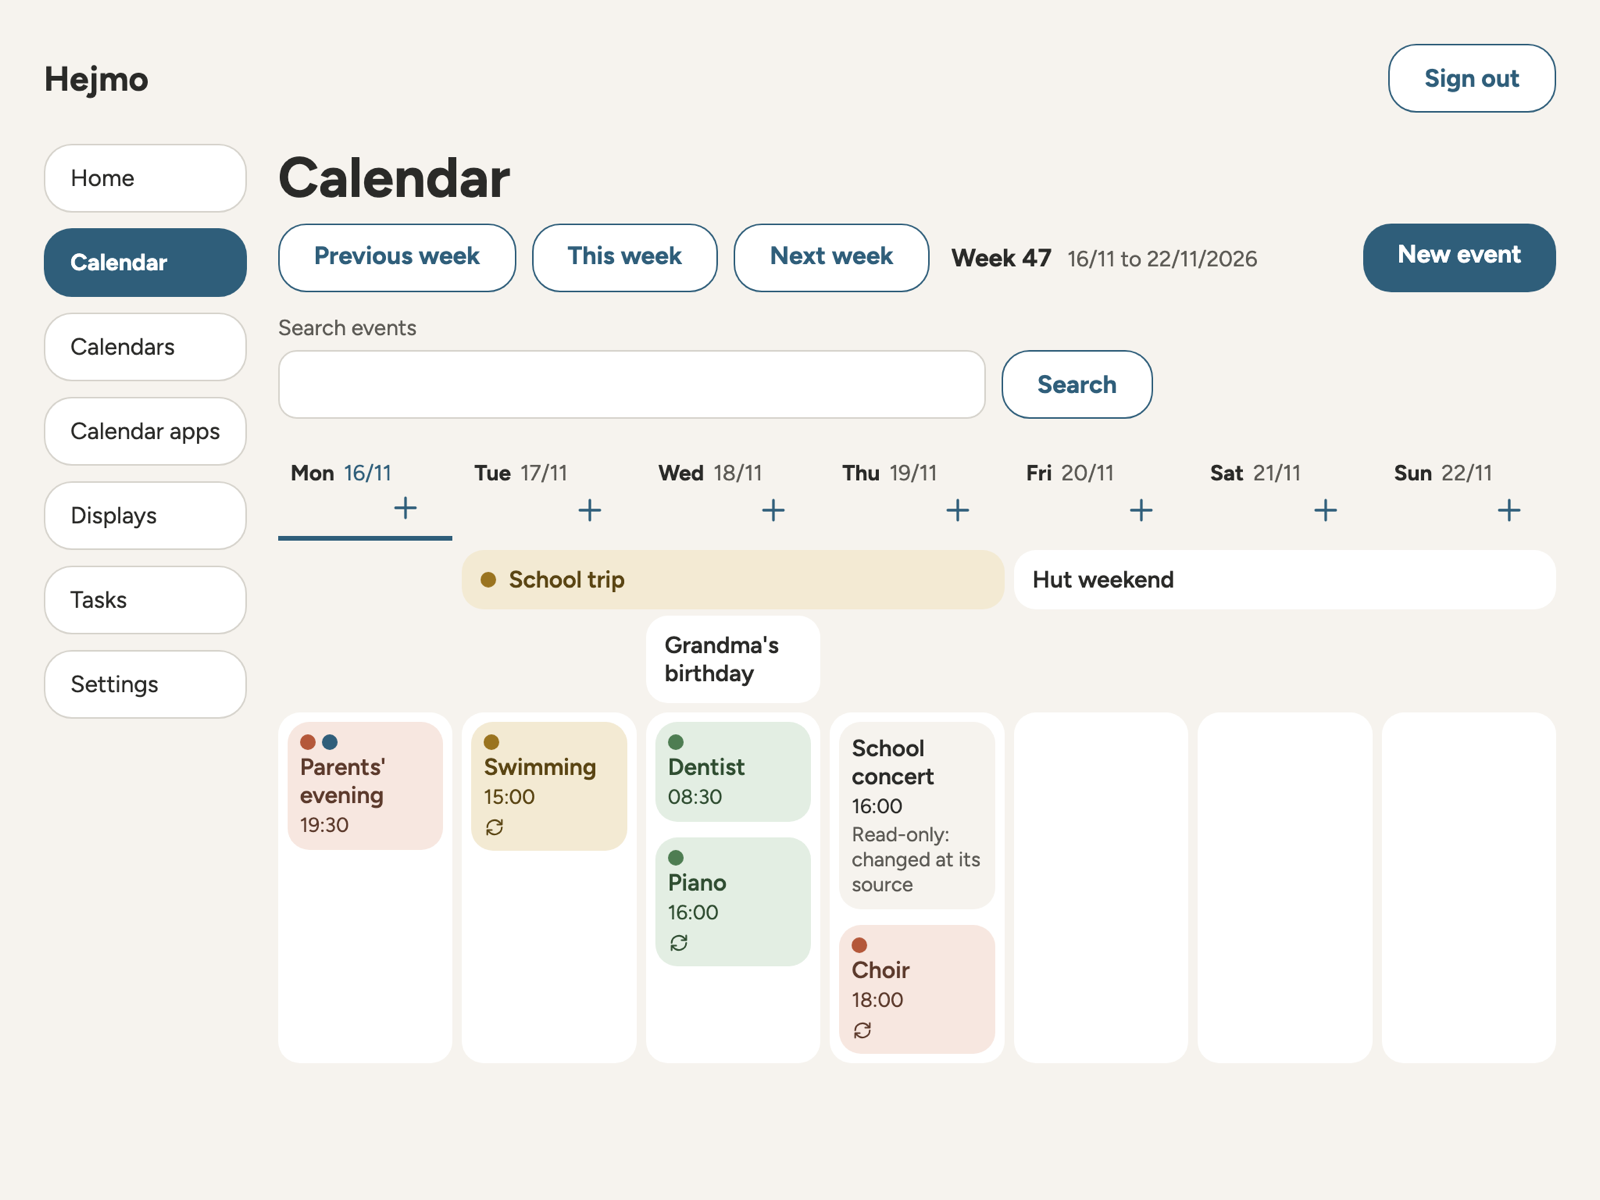 Hejmo
Sign out
Home
Calendar
Calendars
Calendar apps
Displays
Tasks
Settings
Calendar
Previous week
This week
Next week
Week 47 16/11 to 22/11/2026
New event
Search events
Search
Mon 16/11
Tue 17/11
Wed 18/11
Thu 19/11
Fri 20/11
Sat 21/11
Sun 22/11
School trip
Hut weekend
Grandma's
birthday
Parents'
evening
19:30
Swimming
15:00
Dentist
08:30
Piano
16:00
School
concert
16:00
Read-only:
changed at its
source
Choir
18:00